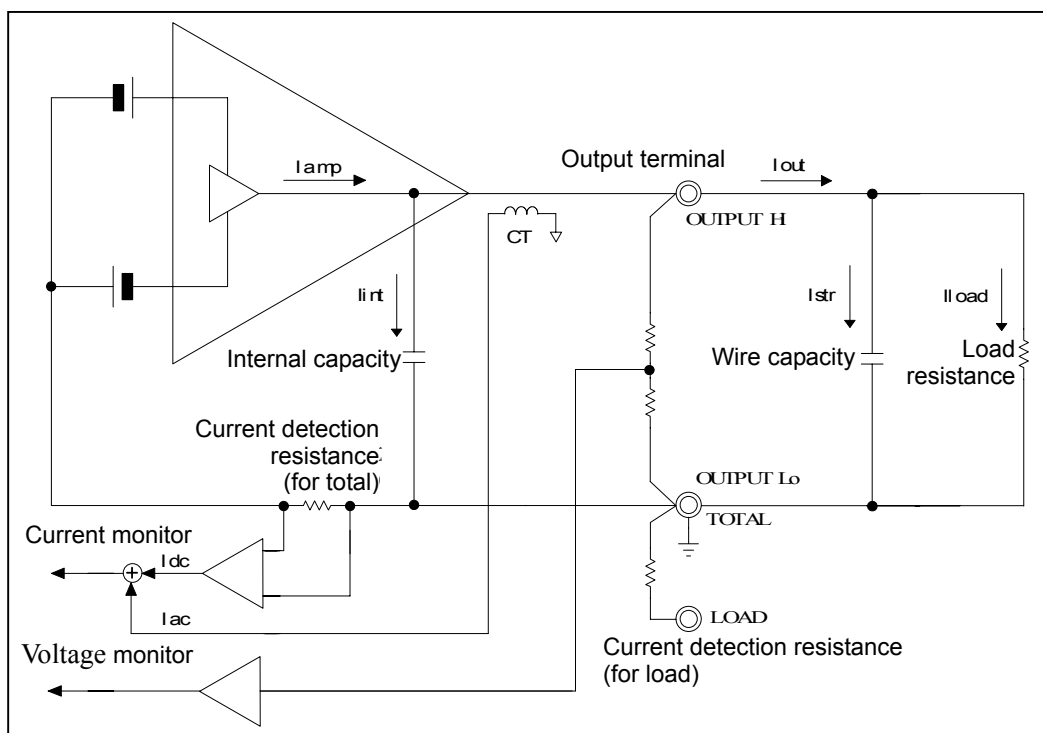 Iamp
Output terminal
Iout
OUTPUT H
CT
Iint
Istr
Iload
Internal capacity
Wire capacity
Load
resistance
Current detection
resistance
(for total)
OUTPUT Lo
TOTAL
Current monitor
Idc
Iac
LOAD
Voltage monitor
Current detection resistance
(for load)